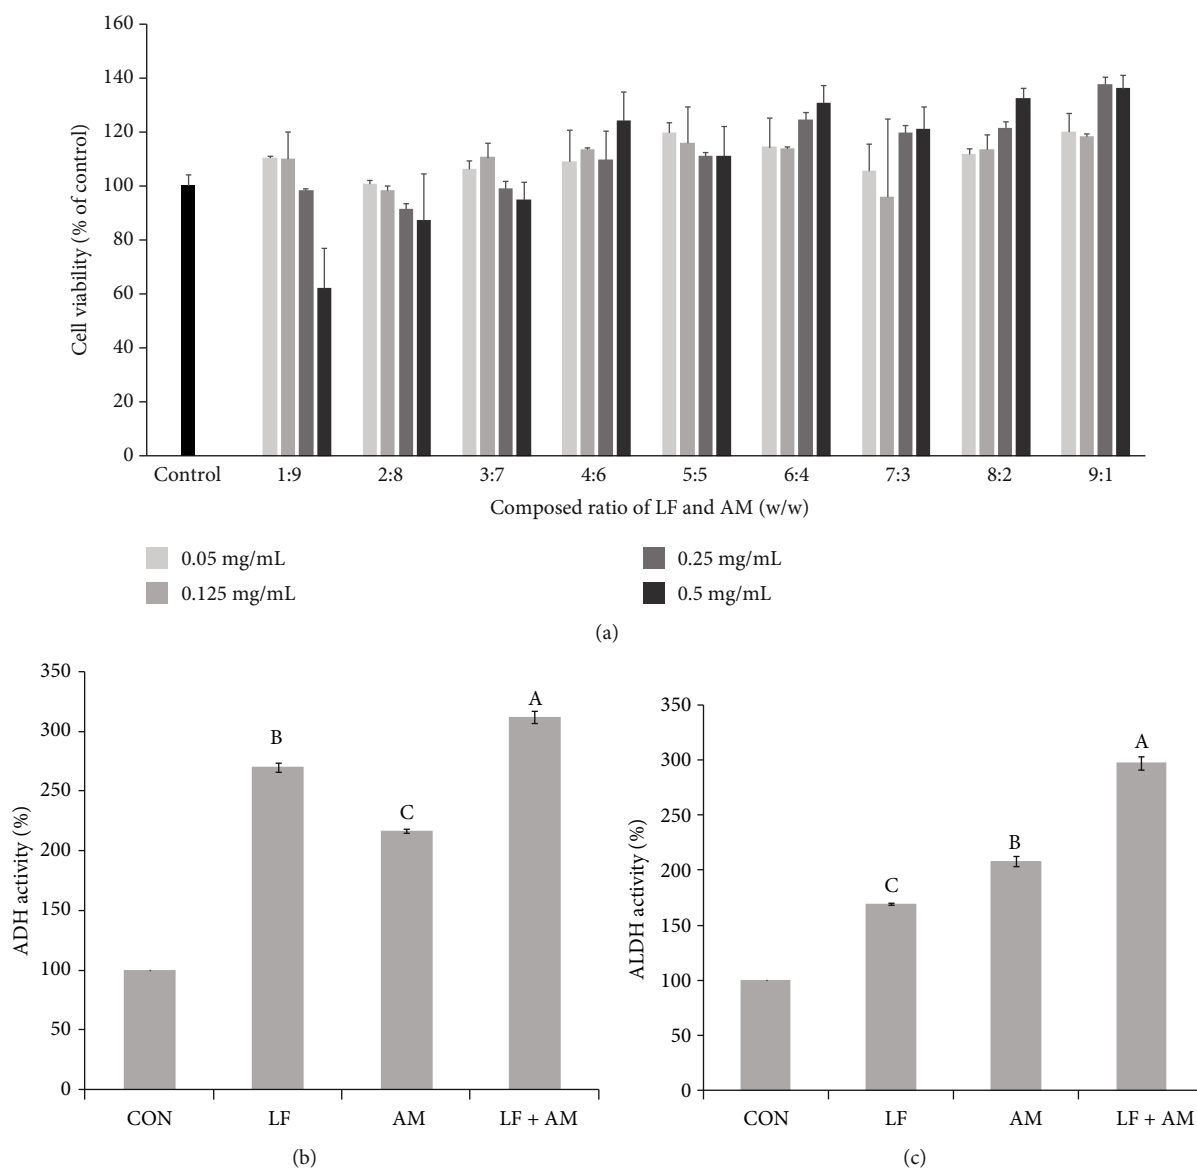 160
140
120
100
80
60
40
20
0
Cell viability (% of control)
Control 1:9 2:8 3:7 4:6 5:5 6:4 7:3 8:2 9:1
Composed ratio of LF and AM (w/w)
0.05 mg/mL
0.125 mg/mL
0.25 mg/mL
0.5 mg/mL
(a)
350
300
250
200
150
100
50
0
ADH activity (%)
B
C
A
CON LF AM LF + AM
(b)
350
300
250
200
150
100
50
0
ALDH activity (%)
C
B
A
CON LF AM LF + AM
(c)